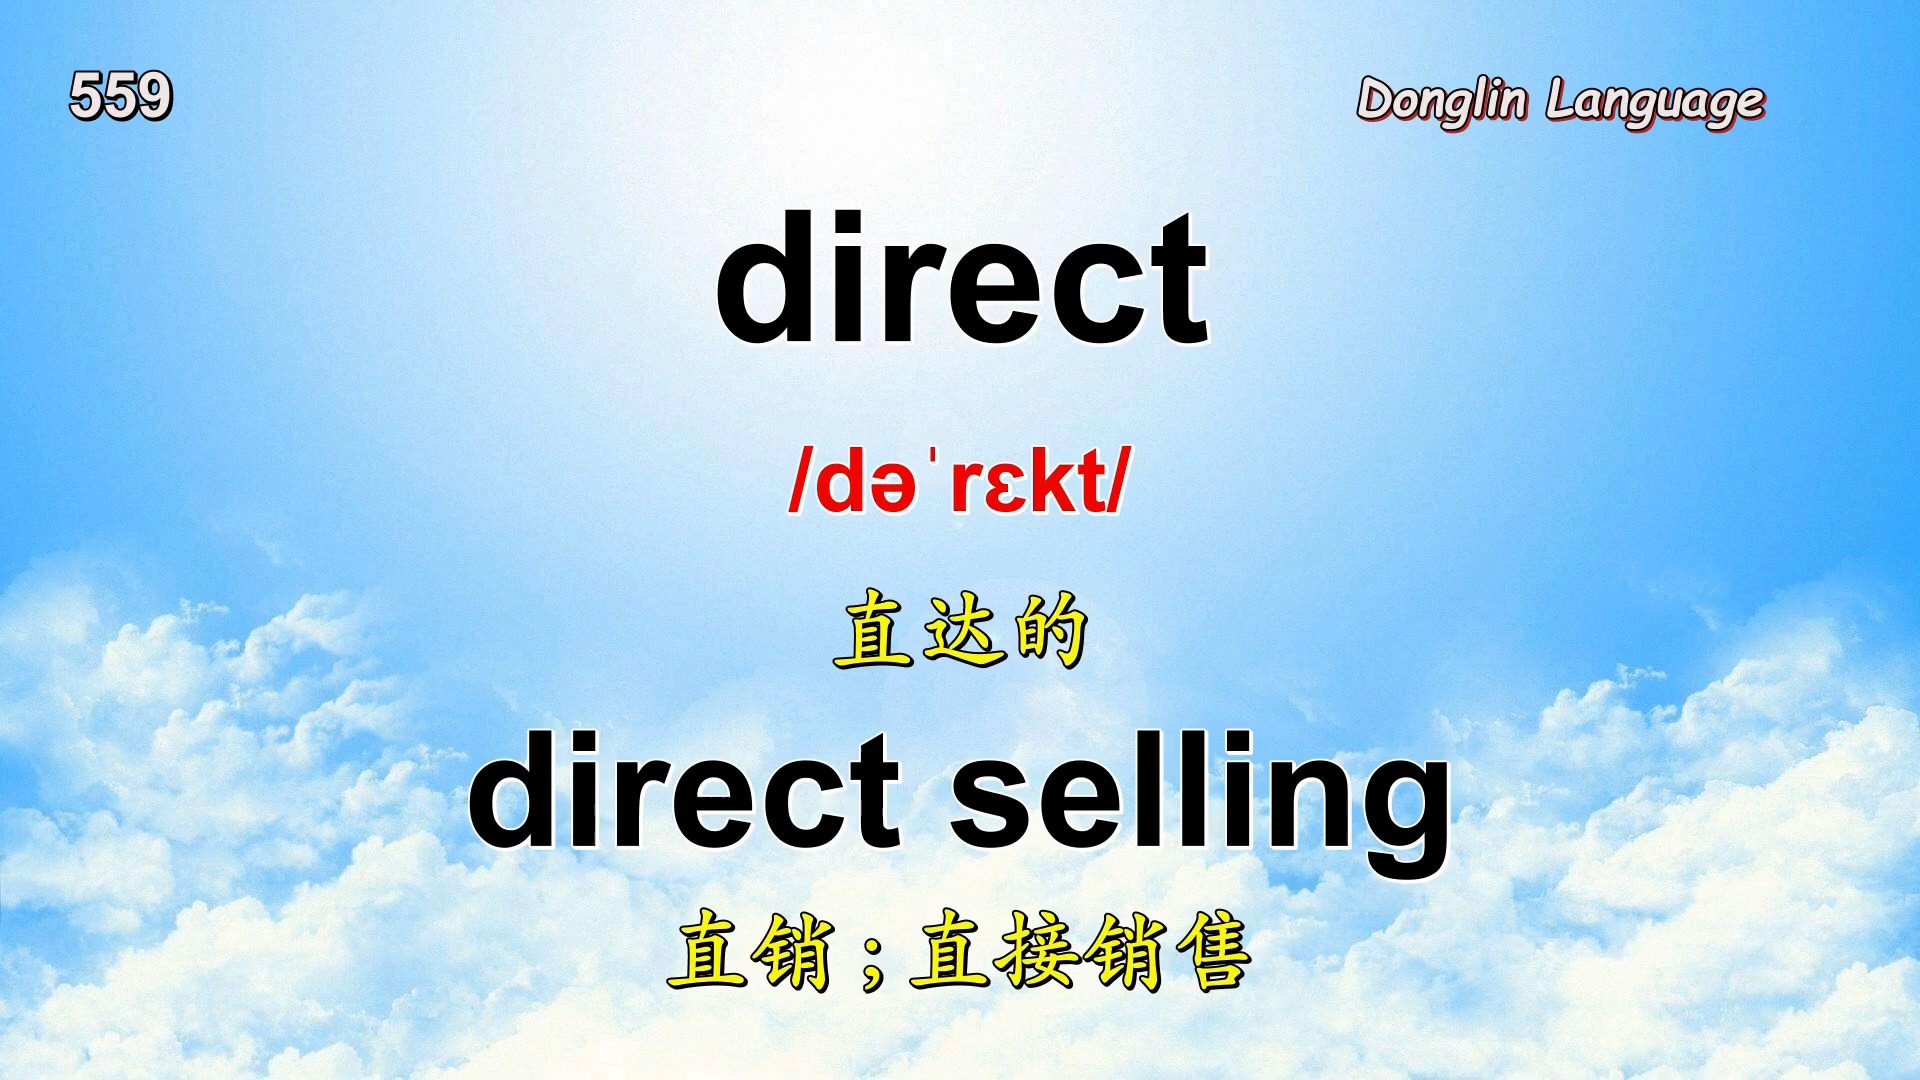 559
Donglin Language
direct
/dəˈrɛkt/
直达的
direct selling
直销;直接销售